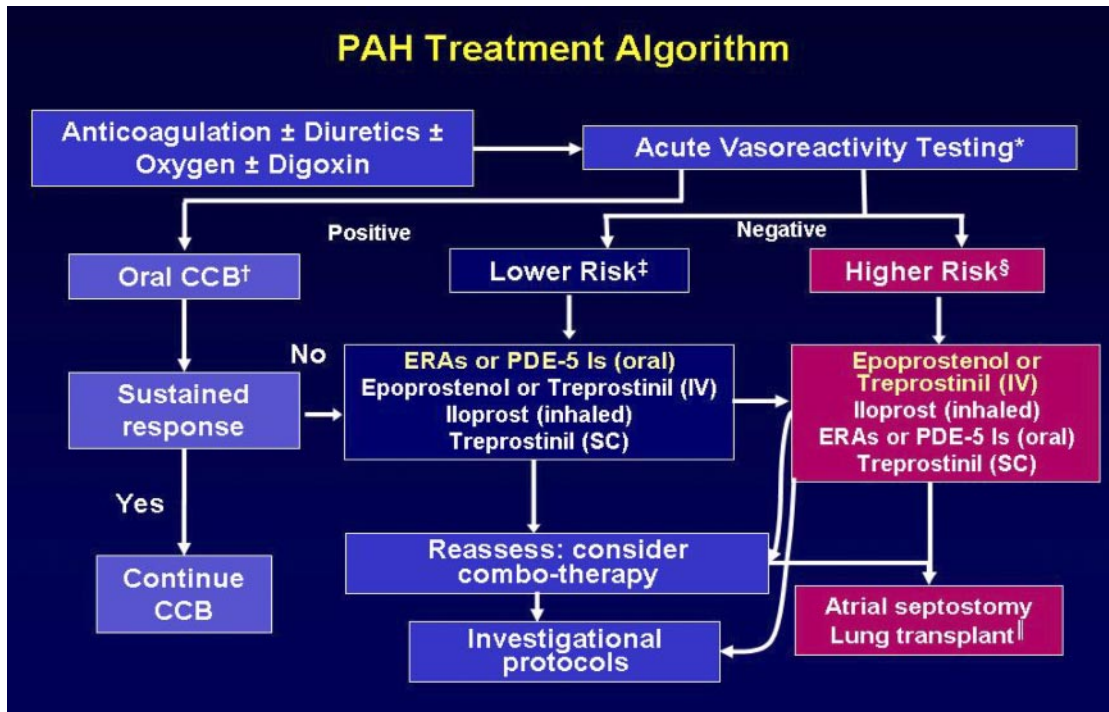 PAH Treatment Algorithm
Anticoagulation ± Diuretics ±
Oxygen ± Digoxin
Acute Vasoreactivity Testing*
Positive
Negative
Oral CCB†
Lower Risk‡
Higher Risk§
No
Sustained
response
ERAs or PDE-5 Is (oral)
Epoprostenol or Treprostinil (IV)
Iloprost (inhaled)
Treprostinil (SC)
Epoprostenol or
Treprostinil (IV)
Iloprost (inhaled)
ERAs or PDE-5 Is (oral)
Treprostinil (SC)
Yes
Continue
CCB
Reassess: consider
combo-therapy
Investigational
protocols
Atrial septostomy
Lung transplant‖